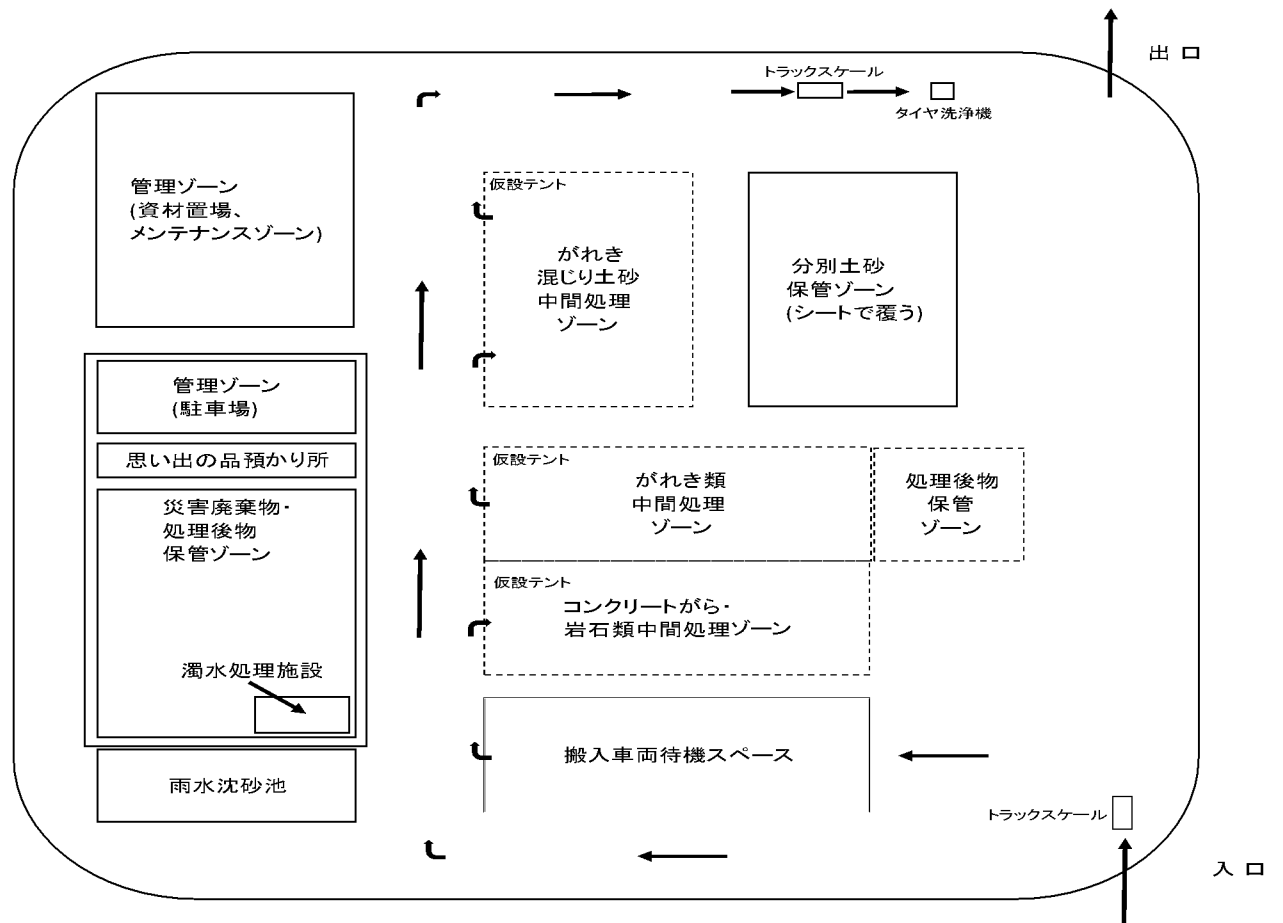 出口
トラックスケール
タイヤ洗浄機
管理ゾーン
(資材置場、
メンテナンスゾーン)
仮設テント
がれき
混じり土砂
中間処理
ゾーン
分別土砂
保管ゾーン
(シートで覆う)
管理ゾーン
(駐車場)
思い出の品預かり所
災害廃棄物・
処理後物
保管ゾーン
濁水処理施設
雨水沈砂池
仮設テント
がれき類
中間処理
ゾーン
処理後物
保管
ゾーン
仮設テント
コンクリートがら・
岩石類中間処理ゾーン
搬入車両待機スペース
トラックスケール
入口